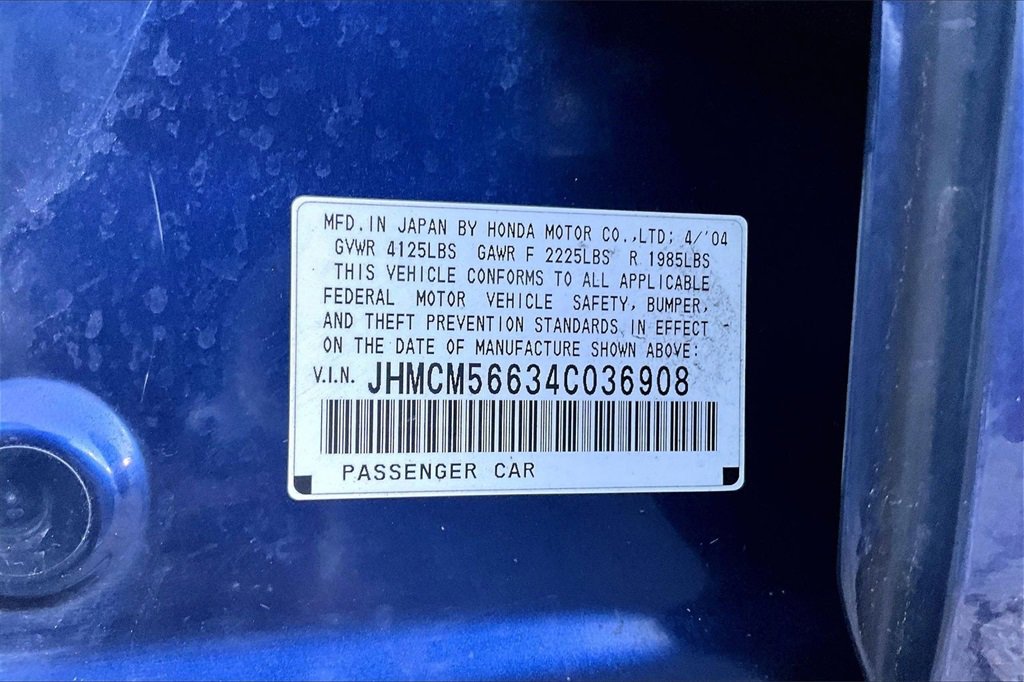 MFD. IN JAPAN BY HONDA MOTOR CO.,LTD; 4/'04
GVWR 4125LBS GAWR F 2225LBS R 1985LBS
THIS VEHICLE CONFORMS TO ALL APPLICABLE
FEDERAL MOTOR VEHICLE SAFETY, BUMPER,
AND THEFT PREVENTION STANDARDS IN EFFECT
ON THE DATE OF MANUFACTURE SHOWN ABOVE:
V.I.N. JHMCM56634C036908
PASSENGER CAR